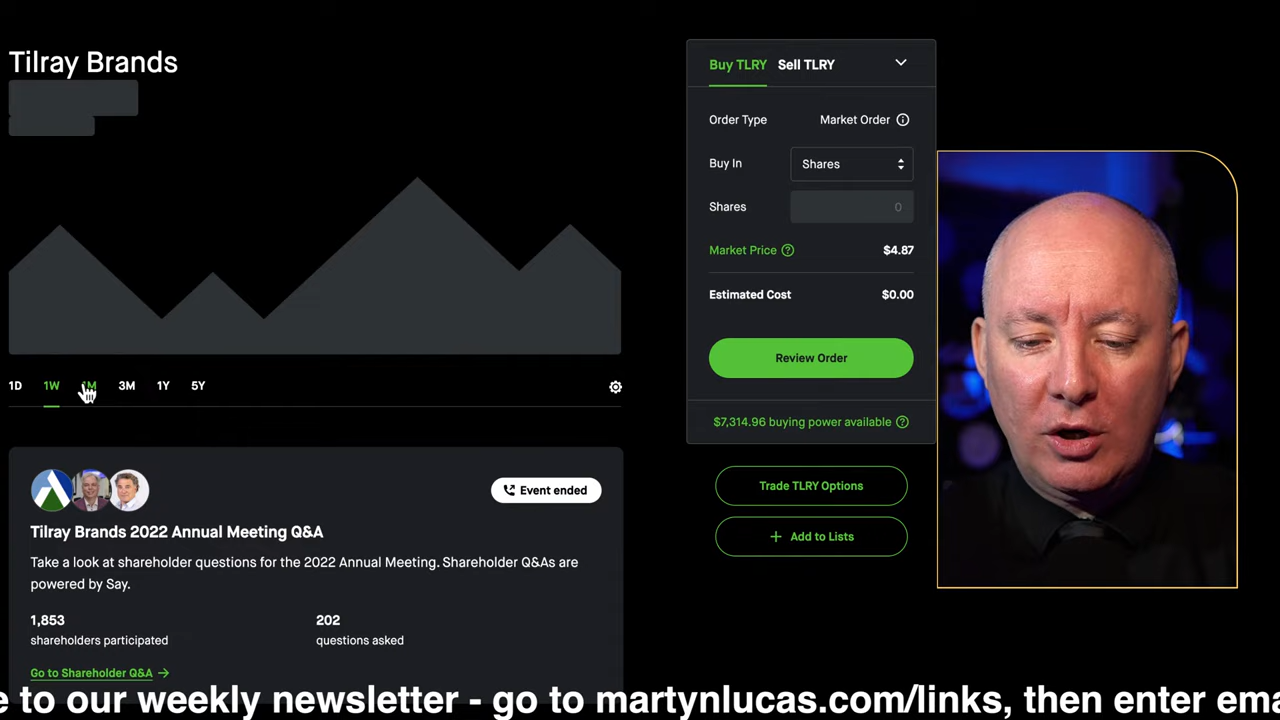 Tilray Brands
Buy TLRY Sell TLRY
Order Type Market Order
Buy In Shares
Shares 0
Market Price $4.87
Estimated Cost $0.00
Review Order
$7,314.96 buying power available
Trade TLRY Options
+ Add to Lists
1D 1W 1M 3M 1Y 5Y
Event ended
Tilray Brands 2022 Annual Meeting Q&A
Take a look at shareholder questions for the 2022 Annual Meeting. Shareholder Q&As are
powered by Say.
1,853 202
shareholders participated questions asked
Go to Shareholder Q&A →
e to our weekly newsletter - go to martynlucas.com/links, then enter ema